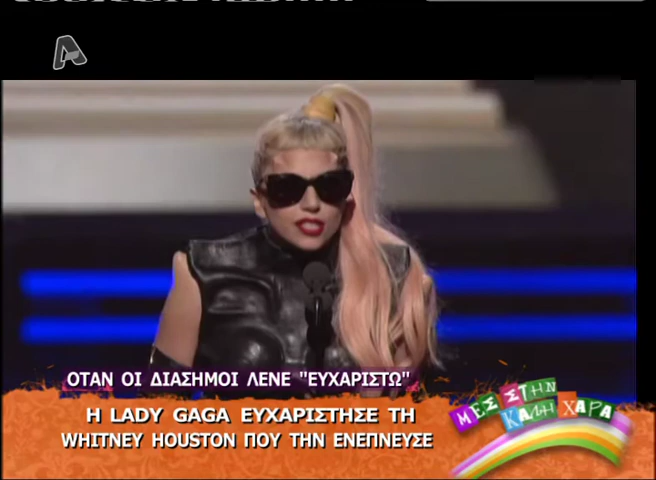 ΟΤΑΝ ΟΙ ΔΙΑΣΗΜΟΙ ΛΕΝΕ "ΕΥΧΑΡΙΣΤΩ"
Η LADY GAGA ΕΥΧΑΡΙΣΤΗΣΕ ΤΗ
WHITNEY HOUSTON ΠΟΥ ΤΗΝ ΕΝΕΠΝΕΥΣΕ
ΜΕΣ ΣΤΗΝ
ΚΑΛΗ ΧΑΡΑ